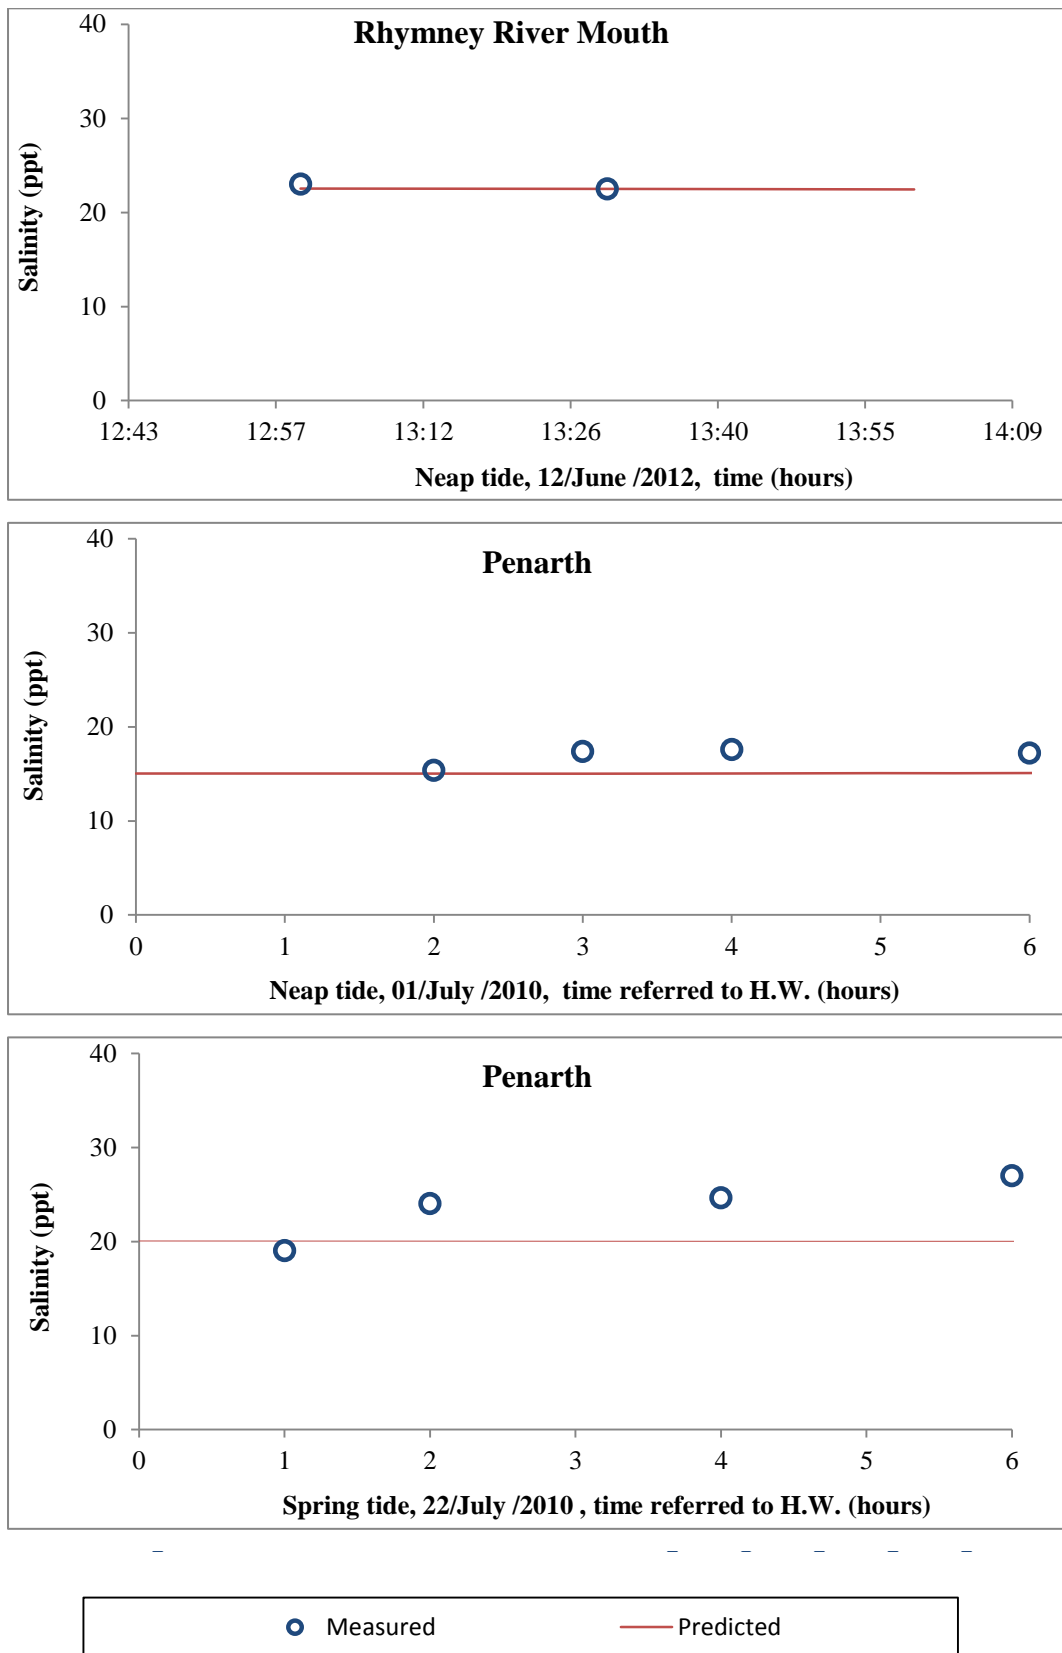 Rhymney River Mouth
40
30
20
10
0
Salinity (ppt)
12:43 12:57 13:12 13:26 13:40 13:55 14:09
Neap tide, 12/June /2012, time (hours)
Penarth
40
30
20
10
0
Salinity (ppt)
0 1 2 3 4 5 6
Neap tide, 01/July /2010, time referred to H.W. (hours)
Penarth
40
30
20
10
0
Salinity (ppt)
0 1 2 3 4 5 6
Spring tide, 22/July /2010 , time referred to H.W. (hours)
Measured Predicted